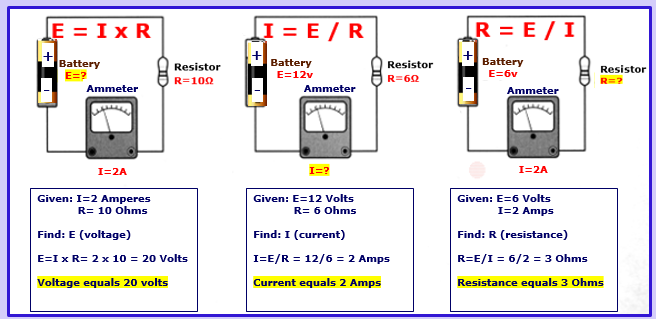 E = I x R
+
-
Battery
E=?
Resistor
R=10Ω
Ammeter
I=2A
Given: I=2 Amperes
R= 10 Ohms
Find: E (voltage)
E=I x R= 2 x 10 = 20 Volts
Voltage equals 20 volts
I = E / R
+
-
Battery
E=12v
Resistor
R=6Ω
Ammeter
I=?
Given: E=12 Volts
R= 6 Ohms
Find: I (current)
I=E/R = 12/6 = 2 Amps
Current equals 2 Amps
R = E / I
+
-
Battery
E=6v
Resistor
R=?
Ammeter
I=2A
Given: E=6 Volts
I=2 Amps
Find: R (resistance)
R=E/I = 6/2 = 3 Ohms
Resistance equals 3 Ohms